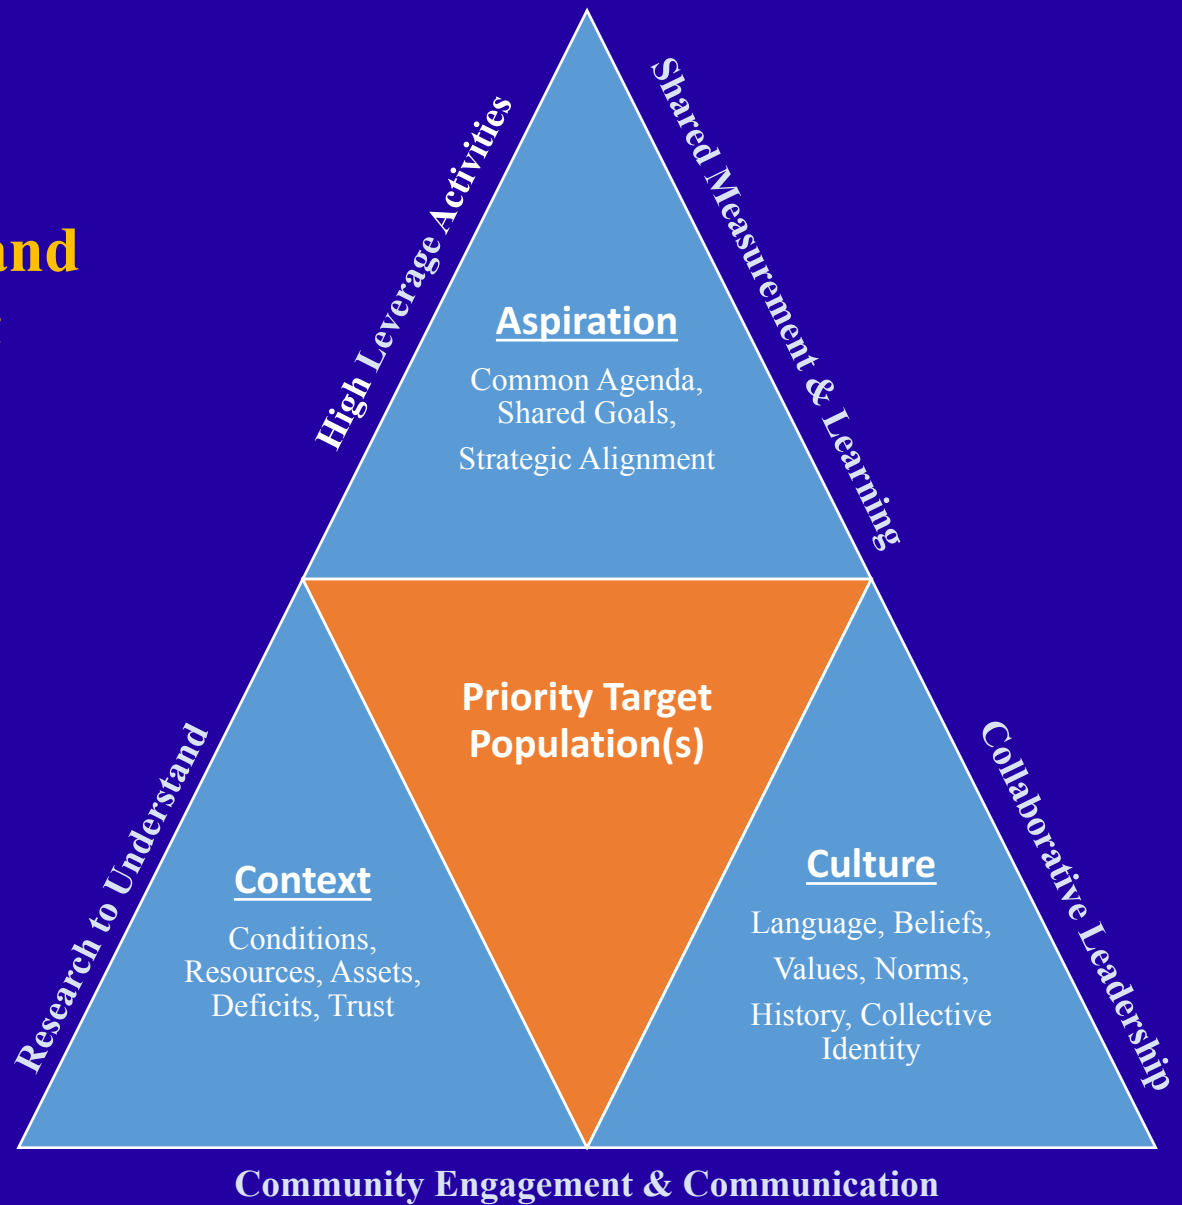 and
High Leverage Activities
Shared Measurement & Learning
Aspiration
Common Agenda,
Shared Goals,
Strategic Alignment
Priority Target
Population(s)
Research to Understand
Collaborative Leadership
Context
Conditions,
Resources, Assets,
Deficits, Trust
Culture
Language, Beliefs,
Values, Norms,
History, Collective
Identity
Community Engagement & Communication